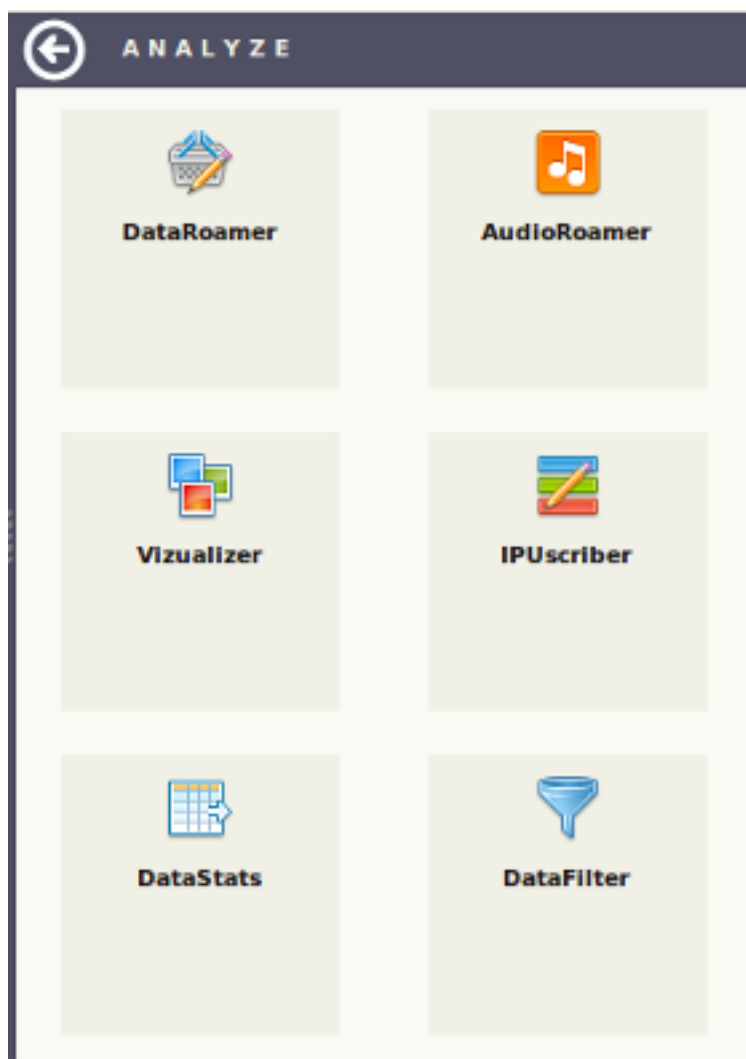 ANALYZE
DataRoamer
AudioRoamer
Vizualizer
IPUscriber
DataStats
DataFilter